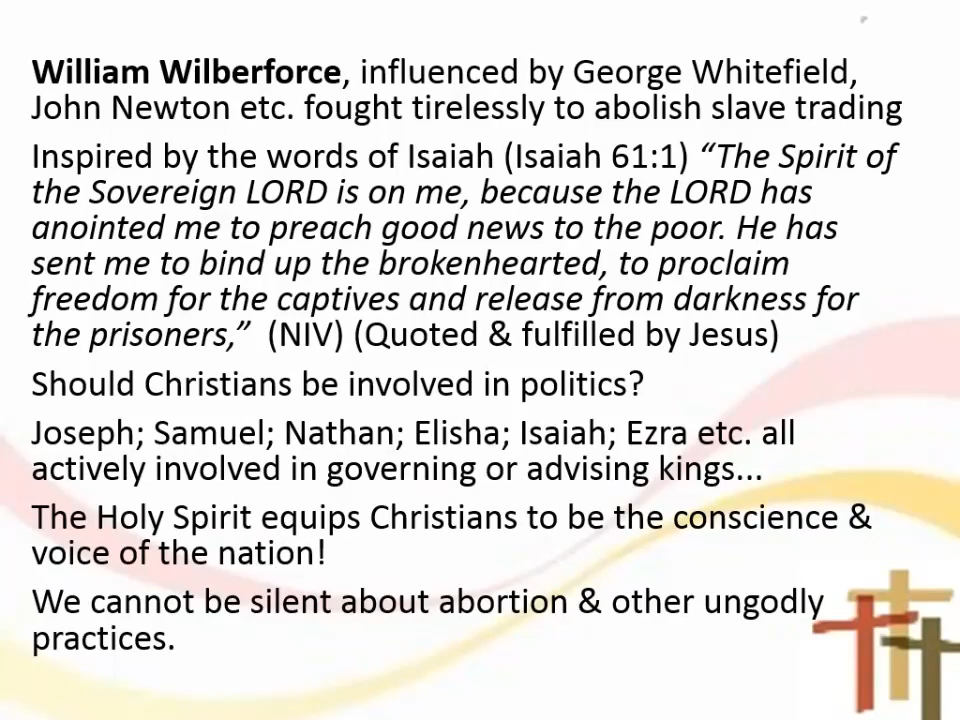 William Wilberforce, influenced by George Whitefield,
John Newton etc. fought tirelessly to abolish slave trading
Inspired by the words of Isaiah (Isaiah 61:1) “The Spirit of
the Sovereign LORD is on me, because the LORD has
anointed me to preach good news to the poor. He has
sent me to bind up the brokenhearted, to proclaim
freedom for the captives and release from darkness for
the prisoners,” (NIV) (Quoted & fulfilled by Jesus)
Should Christians be involved in politics?
Joseph; Samuel; Nathan; Elisha; Isaiah; Ezra etc. all
actively involved in governing or advising kings...
The Holy Spirit equips Christians to be the conscience &
voice of the nation!
We cannot be silent about abortion & other ungodly
practices.